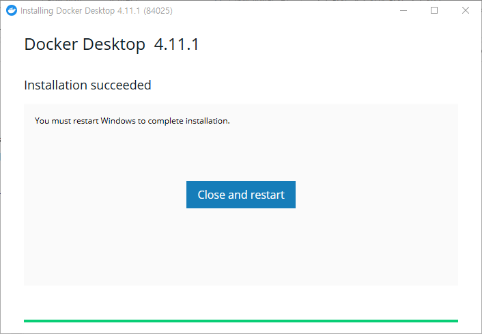 Installing Docker Desktop 4.11.1 (84025)
Docker Desktop 4.11.1
Installation succeeded
You must restart Windows to complete installation.
Close and restart